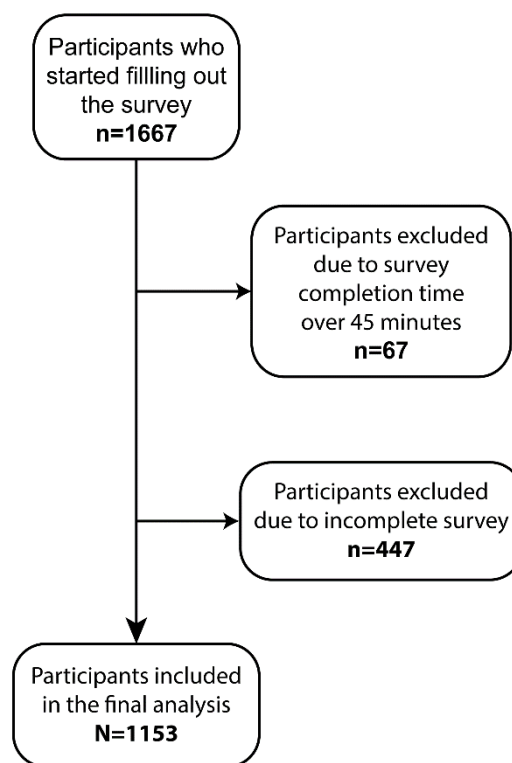 Participants who
started fillling out
the survey
n=1667
Participants excluded
due to survey
completion time
over 45 minutes
n=67
Participants excluded
due to incomplete survey
n=447
Participants included
in the final analysis
N=1153